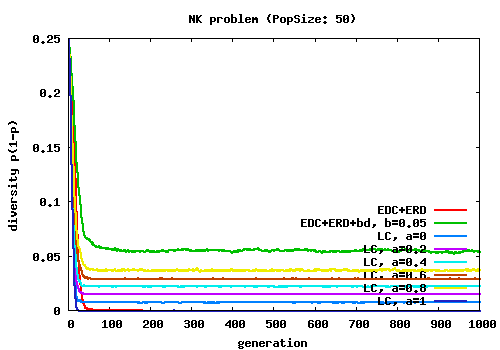 NK problem (PopSize: 50)
0.25
0.2
0.15
0.1
0.05
0
diversity p(1-p)
EDC+ERD
EDC+ERD+bd, b=0.05
LC, a=0
LC, a=0.2
LC, a=0.4
LC, a=0.6
LC, a=0.8
LC, a=1
0 100 200 300 400 500 600 700 800 900 1000
generation